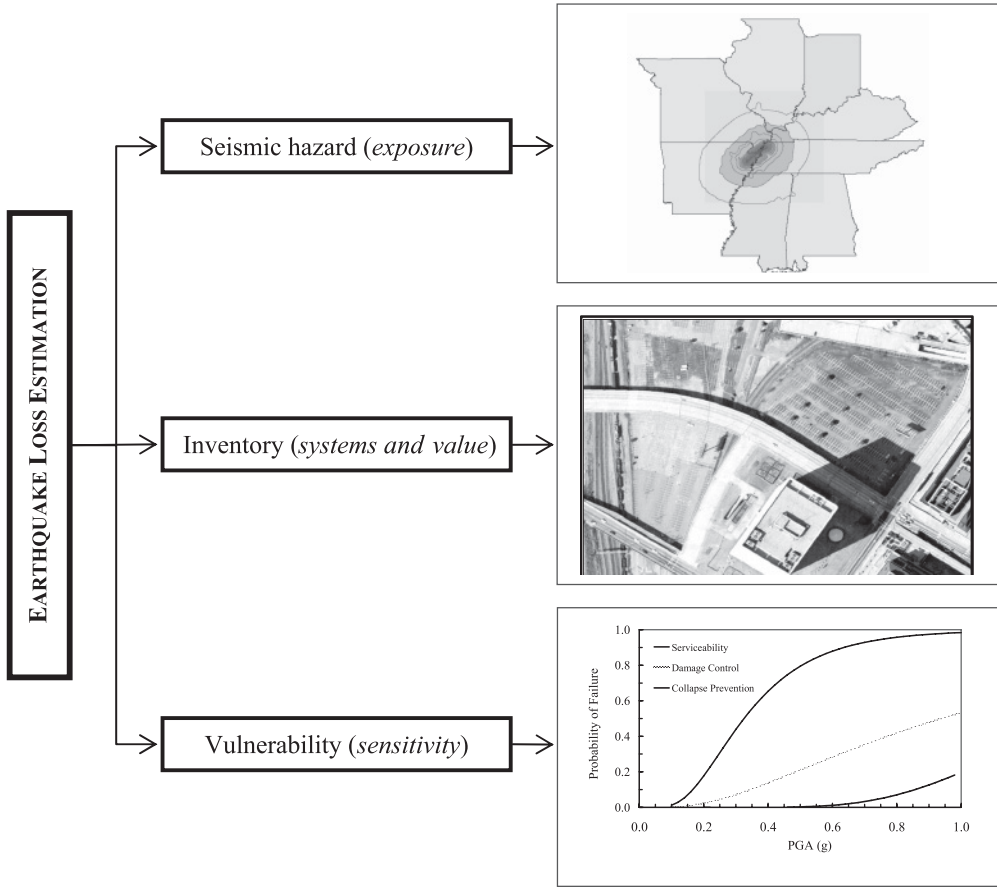 EARTHQUAKE LOSS ESTIMATION
Seismic hazard (exposure)
Inventory (systems and value)
Vulnerability (sensitivity)
1.0
0.8
0.6
0.4
0.2
0.0
Probability of Failure
Serviceability
Damage Control
Collapse Prevention
0.0 0.2 0.4 0.6 0.8 1.0
PGA (g)